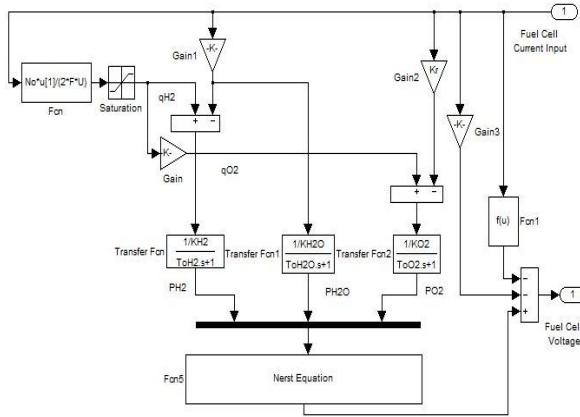 1
Fuel Cell
Current Input
-K-
Gain1
Kr
Gain2
No*u[1]/(2*F*U)
Fcn
Saturation
qH2
+ −
-K-
Gain3
K-
Gain
qO2
+ −
f(u)
Fcn1
Transfer Fcn
1/KH2
ToH2.s+1
Transfer Fcn1
1/KH2O
ToH2O.s+1
Transfer Fcn2
1/KO2
ToO2.s+1
PH2
PH2O
PO2
−
−
+
1
Fuel Cell
Voltage
Fcn5
Nerst Equation